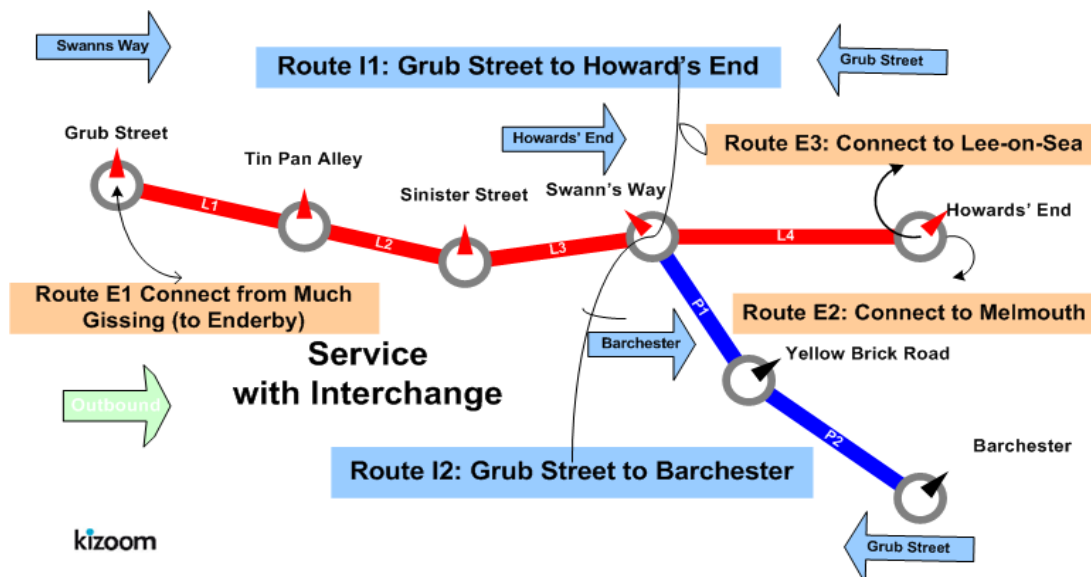 Swanns Way
Route I1: Grub Street to Howard's End
Grub Street
Grub Street
Tin Pan Alley
Howards' End
Route E3: Connect to Lee-on-Sea
Sinister Street
Swann's Way
Howards' End
L1
L2
L3
L4
Route E1 Connect from Much
Gissing (to Enderby)
P1
Route E2: Connect to Melmouth
Service
with Interchange
Barchester
Yellow Brick Road
Outbound
P2
Route I2: Grub Street to Barchester
Barchester
kizoom
Grub Street